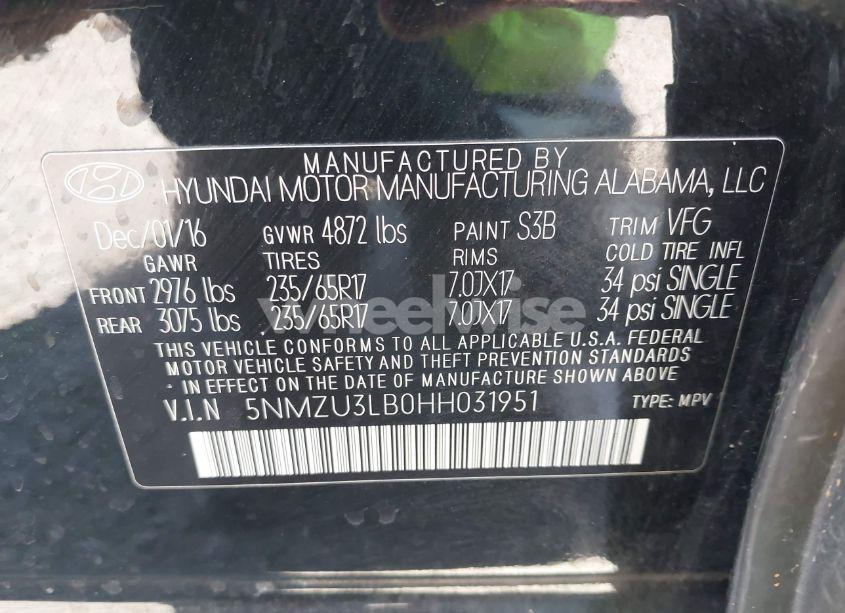 MANUFACTURED BY
HYUNDAI MOTOR MANUFACTURING ALABAMA, LLC
Dec/01/16 GVWR 4872 lbs PAINT S3B TRIM VFG
GAWR TIRES RIMS COLD TIRE INFL
FRONT 2976 lbs 235/65R17 7.0JX17 34 psi SINGLE
REAR 3075 lbs 235/65R17 7.0JX17 34 psi SINGLE
wheelwise
THIS VEHICLE CONFORMS TO ALL APPLICABLE U.S.A. FEDERAL
MOTOR VEHICLE SAFETY AND THEFT PREVENTION STANDARDS
IN EFFECT ON THE DATE OF MANUFACTURE SHOWN ABOVE
V.I.N 5NMZU3LB0HH031951 TYPE: MPV